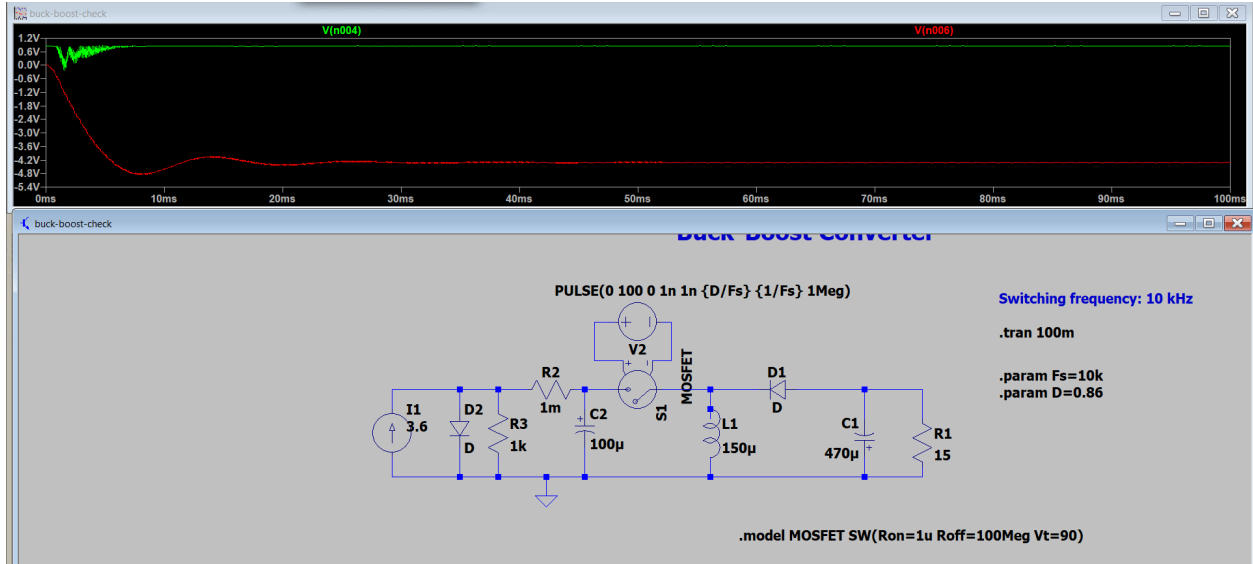 buck-boost-check
V(n004)
V(n006)
1.2V
0.6V
0.0V
-0.6V
-1.2V
-1.8V
-2.4V
-3.0V
-3.6V
-4.2V
-4.8V
-5.4V
0ms 10ms 20ms 30ms 40ms 50ms 60ms 70ms 80ms 90ms 100ms
buck-boost-check
Buck-Boost Converter
PULSE(0 100 0 1n 1n {D/Fs} {1/Fs} 1Meg)
Switching frequency: 10 kHz
.tran 100m
.param Fs=10k
.param D=0.86
V2
MOSFET
S1
R2
1m
D1
D
I1
3.6
D2
D
R3
1k
C2
100µ
L1
150µ
C1
470µ
R1
15
.model MOSFET SW(Ron=1u Roff=100Meg Vt=90)